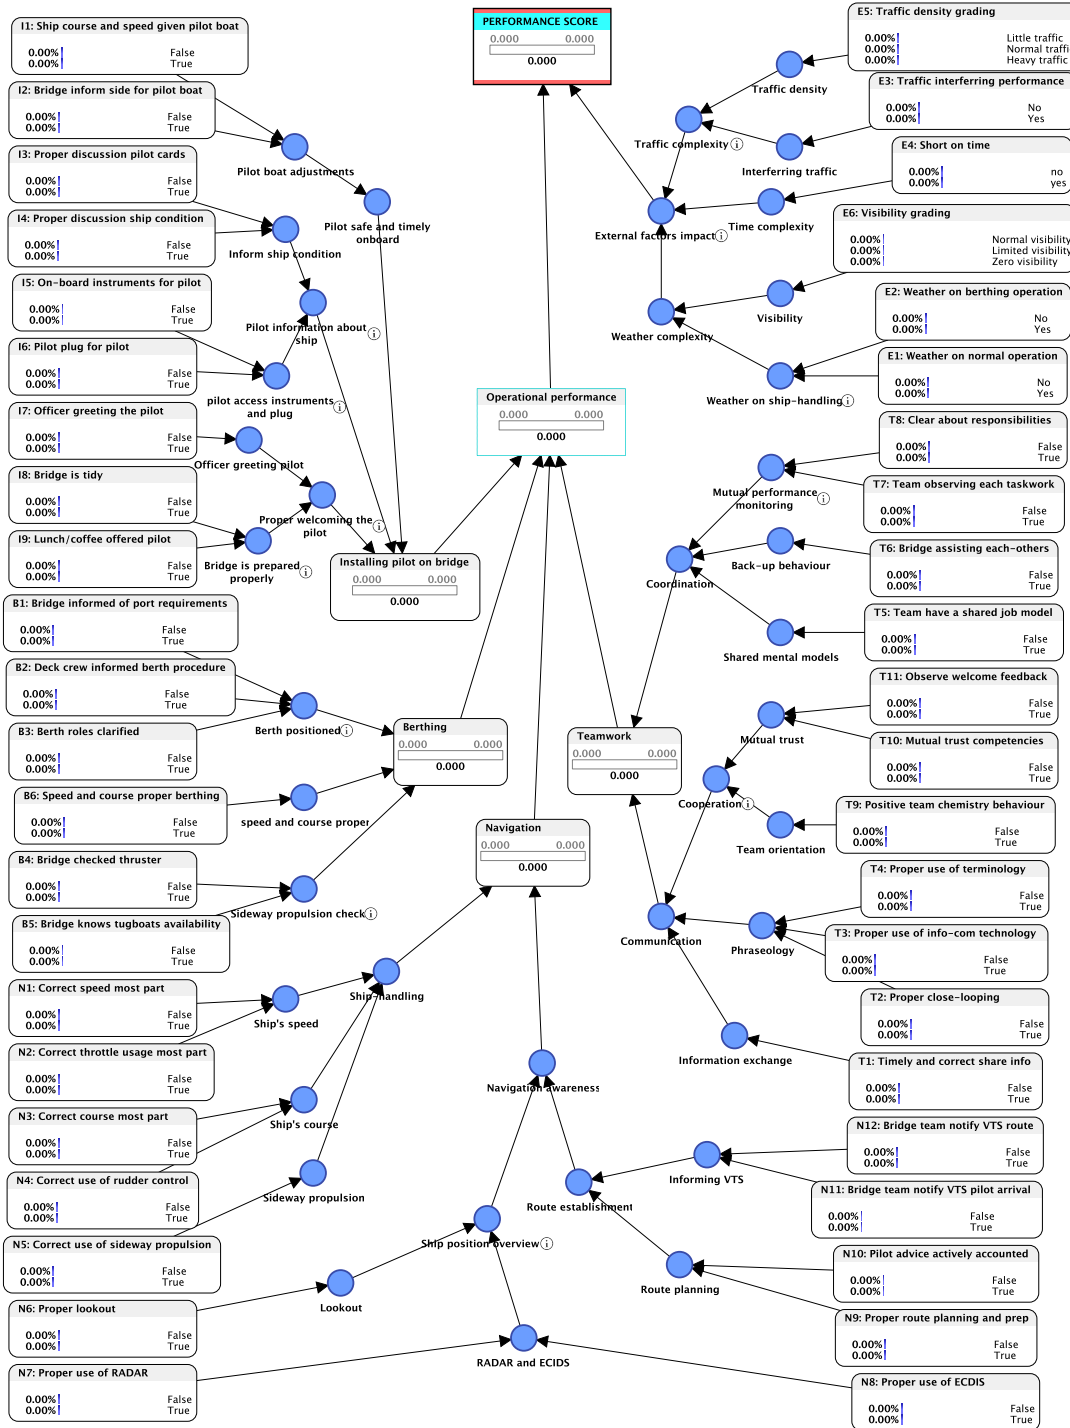 PERFORMANCE SCORE
0.000 0.000
0.000
I1: Ship course and speed given pilot boat
0.00% False
0.00% True
I2: Bridge inform side for pilot boat
0.00% False
0.00% True
I3: Proper discussion pilot cards
0.00% False
0.00% True
I4: Proper discussion ship condition
0.00% False
0.00% True
I5: On-board instruments for pilot
0.00% False
0.00% True
I6: Pilot plug for pilot
0.00% False
0.00% True
I7: Officer greeting the pilot
0.00% False
0.00% True
I8: Bridge is tidy
0.00% False
0.00% True
I9: Lunch/coffee offered pilot
0.00% False
0.00% True
B1: Bridge informed of port requirements
0.00% False
0.00% True
B2: Deck crew informed berth procedure
0.00% False
0.00% True
B3: Berth roles clarified
0.00% False
0.00% True
B6: Speed and course proper berthing
0.00% False
0.00% True
B4: Bridge checked thruster
0.00% False
0.00% True
B5: Bridge knows tugboats availability
0.00% False
0.00% True
N1: Correct speed most part
0.00% False
0.00% True
N2: Correct throttle usage most part
0.00% False
0.00% True
N3: Correct course most part
0.00% False
0.00% True
N4: Correct use of rudder control
0.00% False
0.00% True
N5: Correct use of sideway propulsion
0.00% False
0.00% True
N6: Proper lookout
0.00% False
0.00% True
N7: Proper use of RADAR
0.00% False
0.00% True
Pilot boat adjustments
Pilot safe and timely
onboard
Inform ship condition
Pilot information about
ship
i
pilot access instruments
and plug
i
Officer greeting pilot
Proper welcoming the
pilot
i
Bridge is prepared
properly
i
Installing pilot on bridge
0.000 0.000
0.000
Berth positioned
i
speed and course proper
Sideway propulsion check
i
Berthing
0.000 0.000
0.000
Operational performance
0.000 0.000
0.000
Navigation
0.000 0.000
0.000
Teamwork
0.000 0.000
0.000
Ship-handling
Ship's speed
Ship's course
Sideway propulsion
Navigation awareness
Ship position overview
i
Lookout
RADAR and ECIDS
Route establishment
Informing VTS
Route planning
Traffic density
Traffic complexity
i
Interfering traffic
External factors impact
i
Time complexity
Weather complexity
Visibility
Weather on ship-handling
i
Mutual performance
monitoring
i
Back-up behaviour
Coordination
Shared mental models
Mutual trust
Cooperation
i
Team orientation
Communication
Phraseology
Information exchange
E5: Traffic density grading
0.00% Little traffic
0.00% Normal traffi
0.00% Heavy traffic
E3: Traffic interfering performance
0.00% No
0.00% Yes
E4: Short on time
0.00% no
0.00% yes
E6: Visibility grading
0.00% Normal visibility
0.00% Limited visibility
0.00% Zero visibility
E2: Weather on berthing operation
0.00% No
0.00% Yes
E1: Weather on normal operation
0.00% No
0.00% Yes
T8: Clear about responsibilities
0.00% False
0.00% True
T7: Team observing each taskwork
0.00% False
0.00% True
T6: Bridge assisting each-others
0.00% False
0.00% True
T5: Team have a shared job model
0.00% False
0.00% True
T11: Observe welcome feedback
0.00% False
0.00% True
T10: Mutual trust competencies
0.00% False
0.00% True
T9: Positive team chemistry behaviour
0.00% False
0.00% True
T4: Proper use of terminology
0.00% False
0.00% True
T3: Proper use of info-com technology
0.00% False
0.00% True
T2: Proper close-looping
0.00% False
0.00% True
T1: Timely and correct share info
0.00% False
0.00% True
N12: Bridge team notify VTS route
0.00% False
0.00% True
N11: Bridge team notify VTS pilot arrival
0.00% False
0.00% True
N10: Pilot advice actively accounted
0.00% False
0.00% True
N9: Proper route planning and prep
0.00% False
0.00% True
N8: Proper use of ECDIS
0.00% False
0.00% True